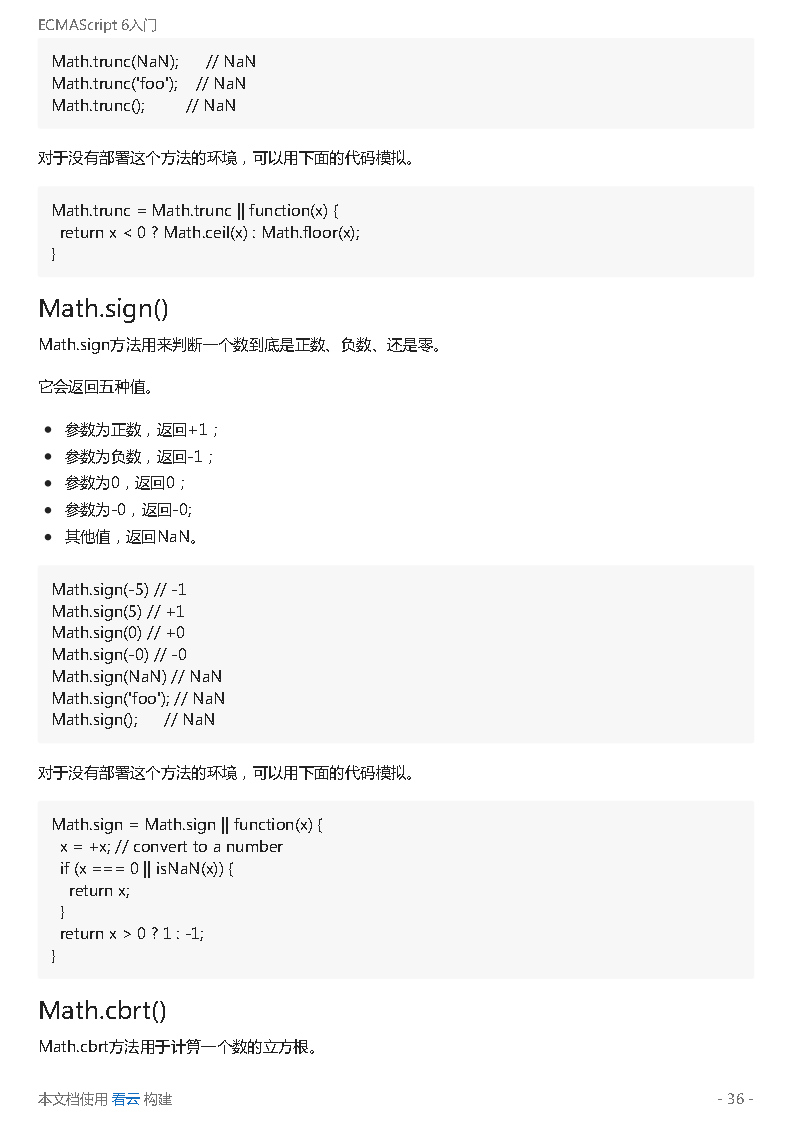 ECMAScript 6入门
Math.trunc(NaN);      // NaN
Math.trunc('foo');    // NaN
Math.trunc();         // NaN
对于没有部署这个方法的环境，可以用下面的代码模拟。
Math.trunc = Math.trunc || function(x) {
  return x < 0 ? Math.ceil(x) : Math.floor(x);
}
Math.sign()
Math.sign方法用来判断一个数到底是正数、负数、还是零。
它会返回五种值。
● 参数为正数，返回+1；
● 参数为负数，返回-1；
● 参数为0，返回0；
● 参数为-0，返回-0;
● 其他值，返回NaN。
Math.sign(-5) // -1
Math.sign(5) // +1
Math.sign(0) // +0
Math.sign(-0) // -0
Math.sign(NaN) // NaN
Math.sign('foo'); // NaN
Math.sign();      // NaN
对于没有部署这个方法的环境，可以用下面的代码模拟。
Math.sign = Math.sign || function(x) {
  x = +x; // convert to a number
  if (x === 0 || isNaN(x)) {
    return x;
  }
  return x > 0 ? 1 : -1;
}
Math.cbrt()
Math.cbrt方法用于计算一个数的立方根。
本文档使用 看云 构建 - 36 -